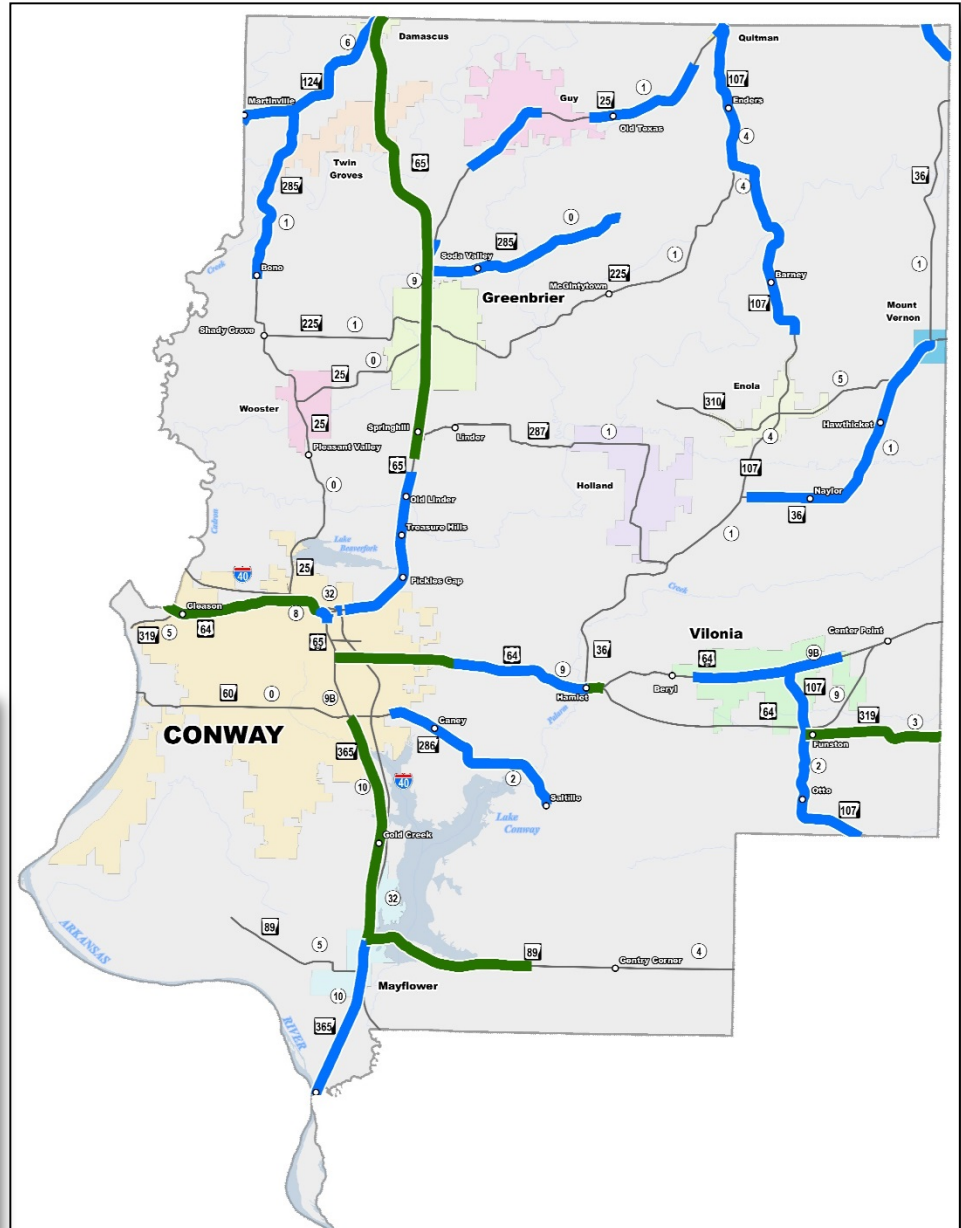 Damascus
Quitman
6
107
124
Martinville
Guy
1
25
Old Texas
Enders
4
Twin
Groves
65
36
285
4
1
0
285
Soda Valley
1
1
Creek
Bono
9
225
McGintytown
Barney
Greenbrier
107
Mount
Vernon
Shady Grove
225
1
0
25
5
Enola
310
Wooster
25
Springhill
Linder
287
1
4
Hawthicket
Pleasant Valley
65
107
1
0
Old Linder
Holland
Naylor
36
Cadron
Treasure Hills
1
Lake
Beaverfork
40
25
Pickles Gap
Creek
32
Gleason
8
319
5
64
65
36
Vilonia
Center Point
64
9
64
9B
Beryl
60
0
9B
Hamlet
107
9
Palarm
64
319
3
CONWAY
Caney
Funston
365
286
2
10
40
2
Otto
Saltillo
107
Lake
Conway
Gold Creek
32
89
5
89
4
ARKANSAS
Gentry Corner
10
Mayflower
RIVER
365